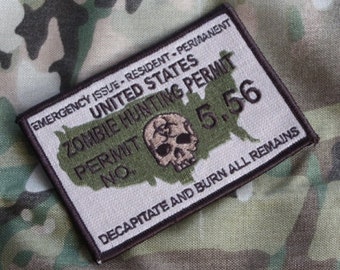 EMERGENCY ISSUE - RESIDENT - PERMANENT
UNITED STATES
ZOMBIE HUNTING PERMIT
PERMIT NO. 5.56
DECAPITATE AND BURN ALL REMAINS